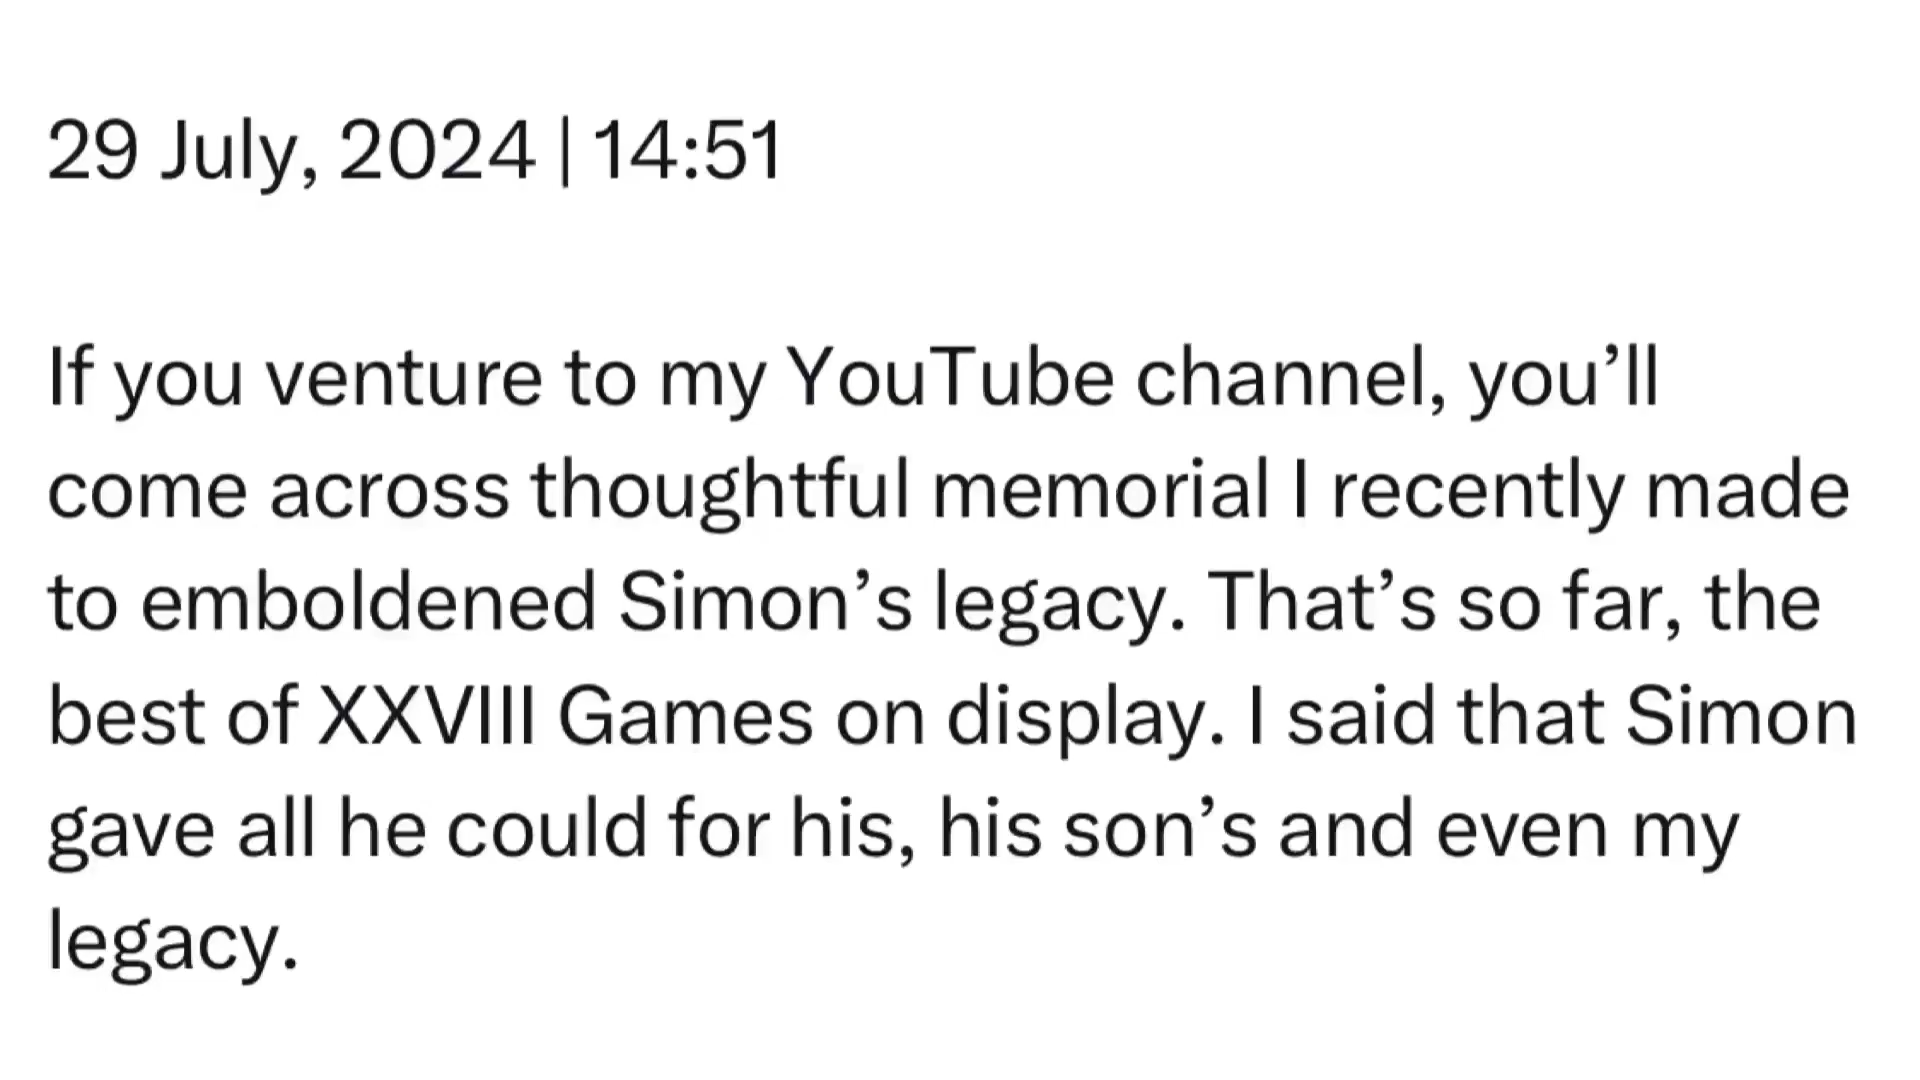 29 July, 2024 | 14:51
If you venture to my YouTube channel, you’ll
come across thoughtful memorial I recently made
to emboldened Simon’s legacy. That’s so far, the
best of XXVIII Games on display. I said that Simon
gave all he could for his, his son’s and even my
legacy.